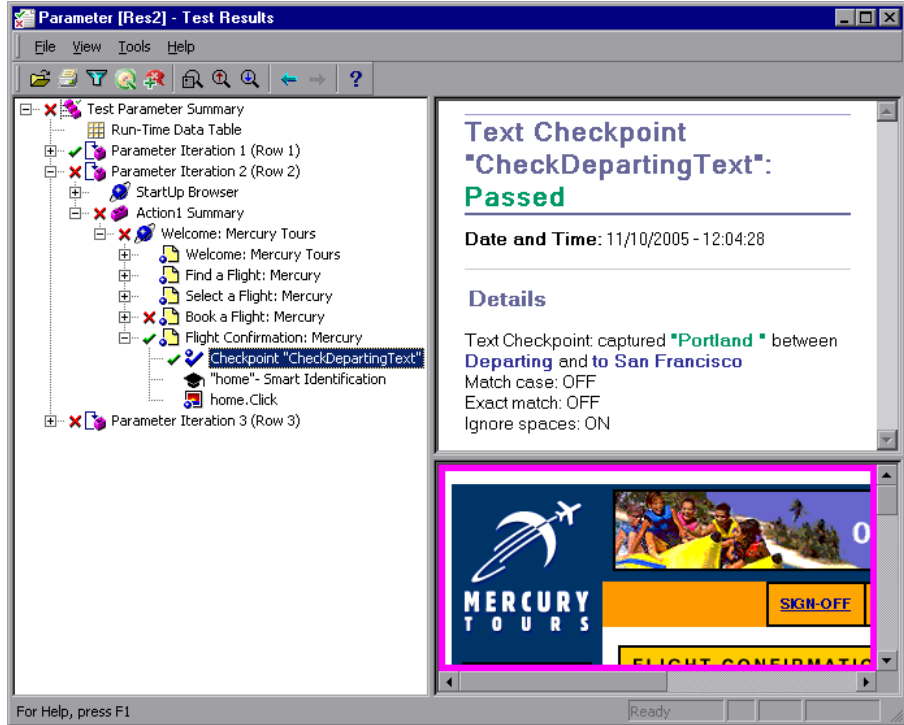 Parameter [Res2] - Test Results
File View Tools Help
?
Test Parameter Summary
Run-Time Data Table
Parameter Iteration 1 (Row 1)
Parameter Iteration 2 (Row 2)
StartUp Browser
Action1 Summary
Welcome: Mercury Tours
Welcome: Mercury Tours
Find a Flight: Mercury
Select a Flight: Mercury
Book a Flight: Mercury
Flight Confirmation: Mercury
Checkpoint "CheckDepartingText"
"home"- Smart Identification
home.Click
Parameter Iteration 3 (Row 3)
Text Checkpoint
"CheckDepartingText":
Passed
Date and Time: 11/10/2005 - 12:04:28
Details
Text Checkpoint: captured "Portland " between
Departing and to San Francisco
Match case: OFF
Exact match: OFF
Ignore spaces: ON
O
MERCURY
TOURS
SIGN-OFF
FLIGHT CONFIRMATIO
For Help, press F1
Ready